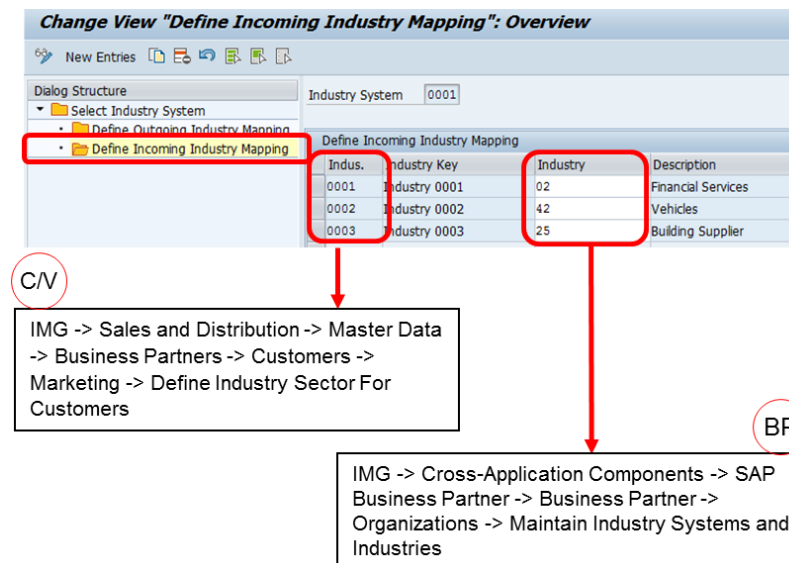 Change View "Define Incoming Industry Mapping": Overview
New Entries
Dialog Structure
Select Industry System
Define Outgoing Industry Mapping
Define Incoming Industry Mapping
Industry System 0001
Define Incoming Industry Mapping
Indus. Industry Key Industry Description
0001 Industry 0001 02 Financial Services
0002 Industry 0002 42 Vehicles
0003 Industry 0003 25 Building Supplier
C/V
IMG -> Sales and Distribution -> Master Data
-> Business Partners -> Customers ->
Marketing -> Define Industry Sector For
Customers
BP
IMG -> Cross-Application Components -> SAP
Business Partner -> Business Partner ->
Organizations -> Maintain Industry Systems and
Industries